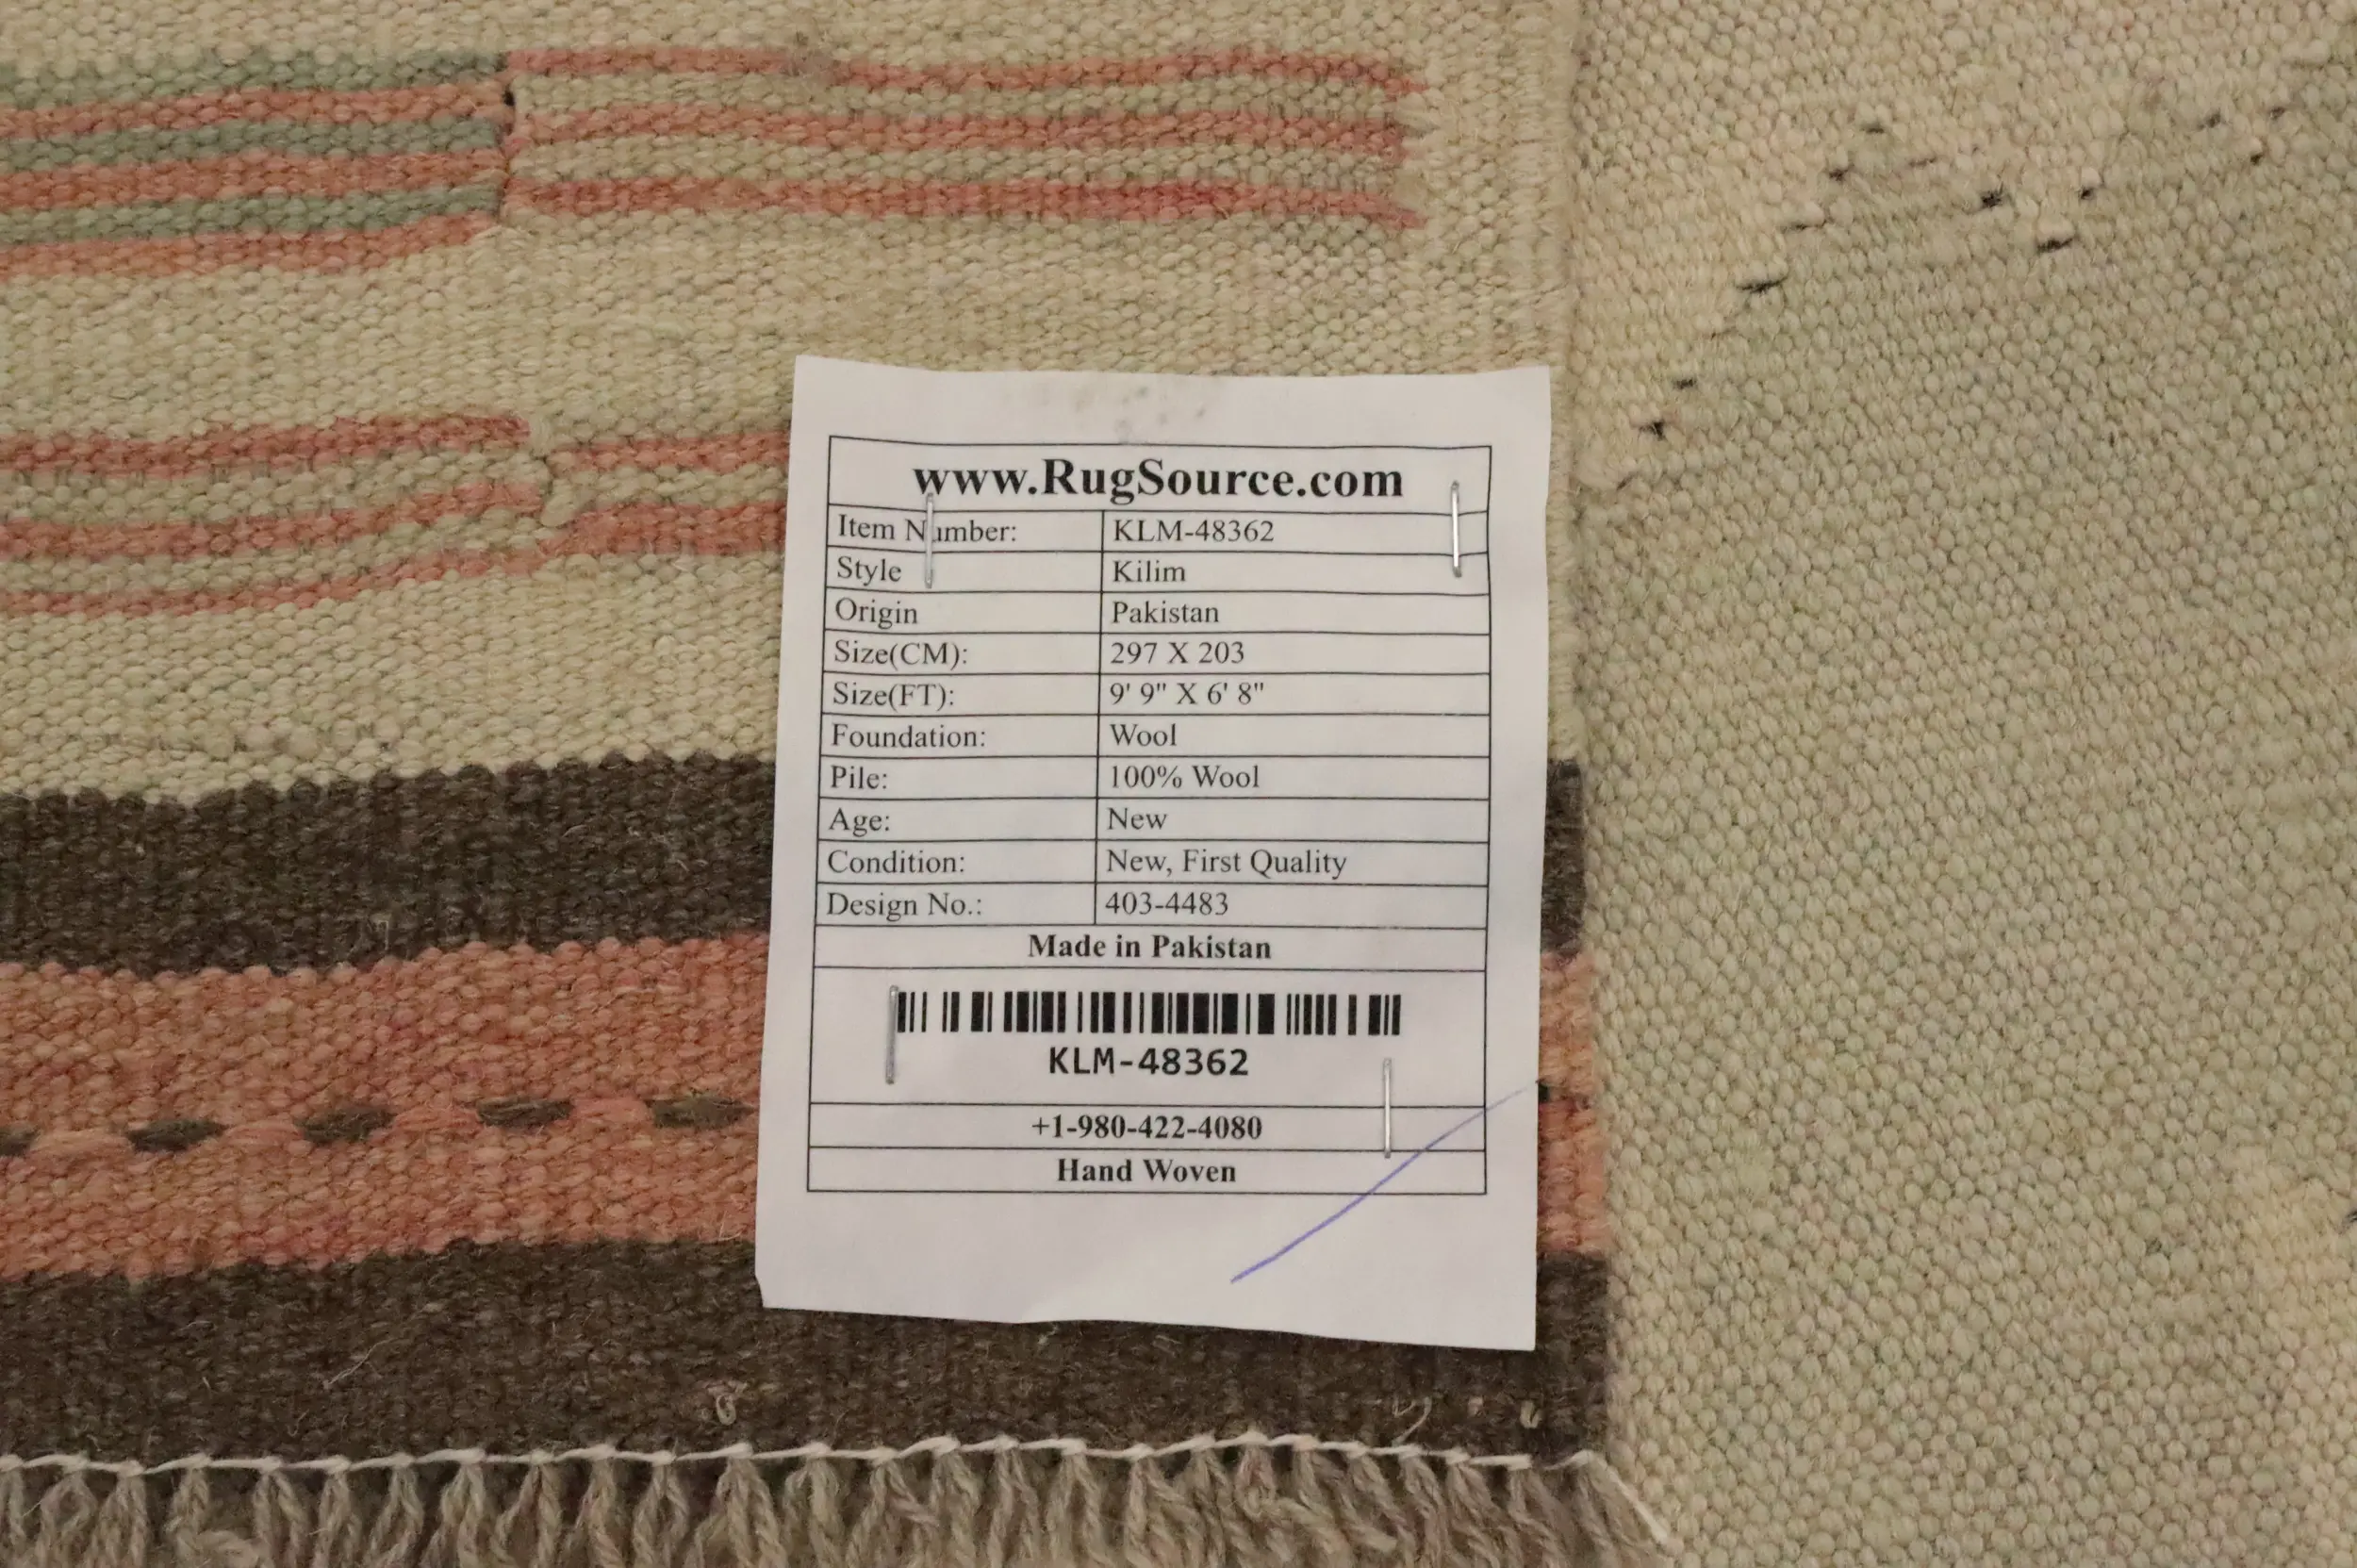 www.RugSource.com
Item Number: KLM-48362
Style Kilim
Origin Pakistan
Size(CM): 297 X 203
Size(FT): 9' 9" X 6' 8"
Foundation: Wool
Pile: 100% Wool
Age: New
Condition: New, First Quality
Design No.: 403-4483
Made in Pakistan
KLM-48362
+1-980-422-4080
Hand Woven